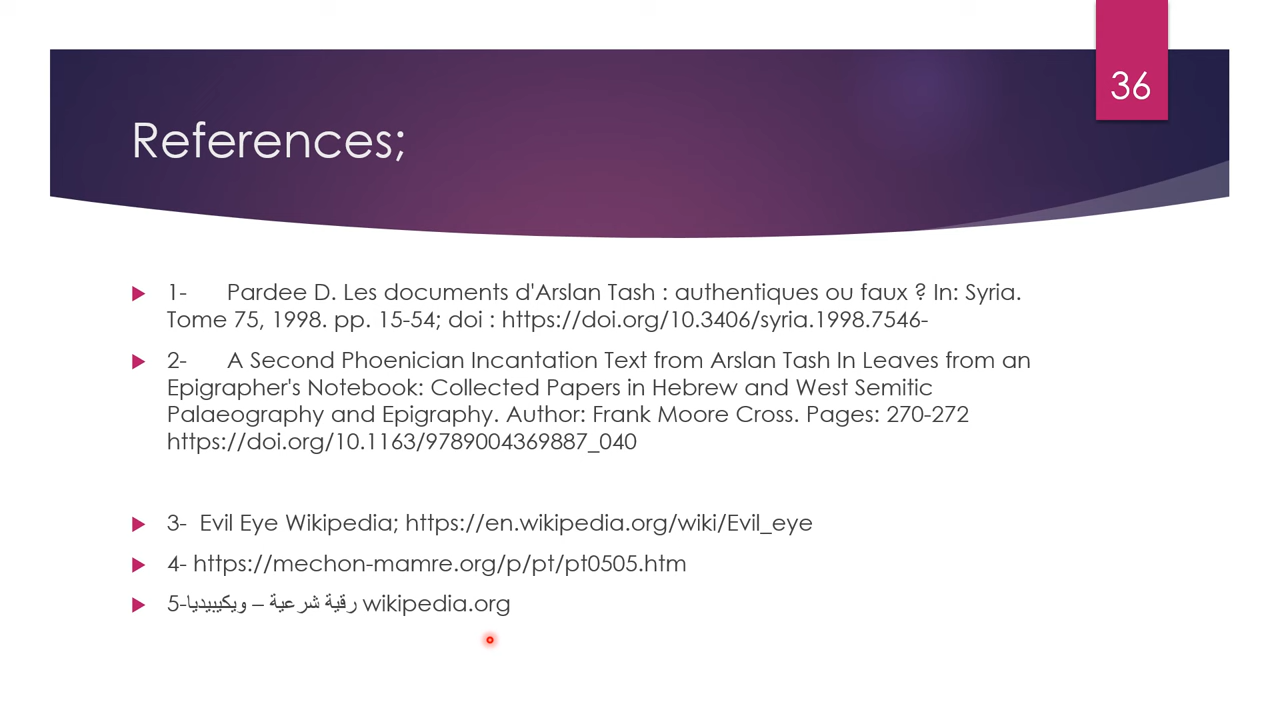 36
References;
1- Pardee D. Les documents d'Arslan Tash : authentiques ou faux ? In: Syria.
Tome 75, 1998. pp. 15-54; doi : https://doi.org/10.3406/syria.1998.7546-
2- A Second Phoenician Incantation Text from Arslan Tash In Leaves from an
Epigrapher's Notebook: Collected Papers in Hebrew and West Semitic
Palaeography and Epigraphy. Author: Frank Moore Cross. Pages: 270-272
https://doi.org/10.1163/9789004369887_040
3- Evil Eye Wikipedia; https://en.wikipedia.org/wiki/Evil_eye
4- https://mechon-mamre.org/p/pt/pt0505.htm
5-رقية شرعية – ويكيبيديا wikipedia.org